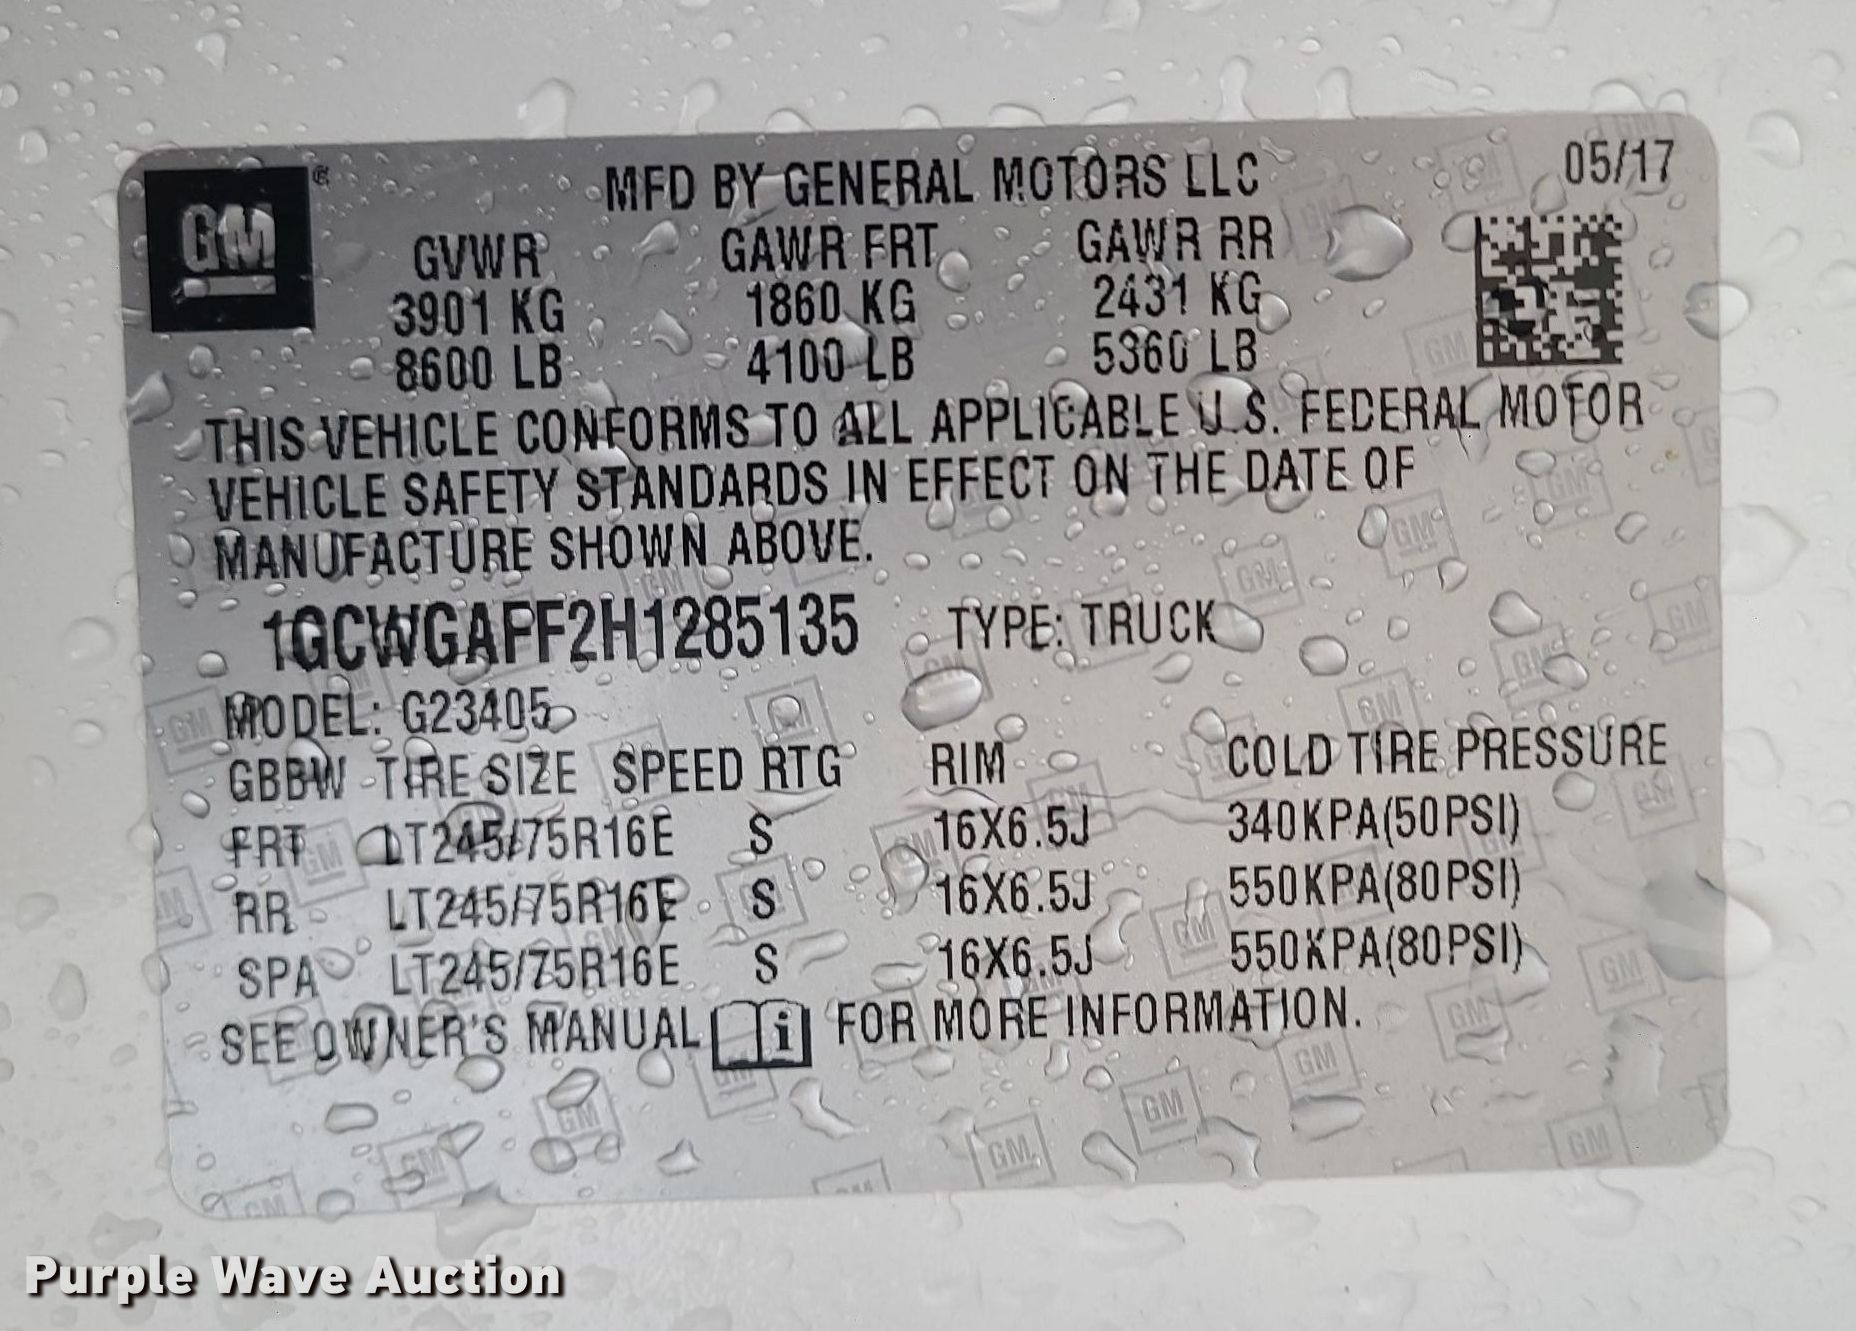 GM
MFD BY GENERAL MOTORS LLC 05/17
GVWR GAWR FRT GAWR RR
3901 KG 1860 KG 2431 KG
8600 LB 4100 LB 5360 LB
THIS VEHICLE CONFORMS TO ALL APPLICABLE U.S. FEDERAL MOTOR
VEHICLE SAFETY STANDARDS IN EFFECT ON THE DATE OF
MANUFACTURE SHOWN ABOVE.
1GCWGAFF2H1285135 TYPE: TRUCK
MODEL: G23405
GBBW TIRE SIZE SPEED RTG RIM COLD TIRE PRESSURE
FRT LT245/75R16E S 16X6.5J 340KPA(50PSI)
RR LT245/75R16E S 16X6.5J 550KPA(80PSI)
SPA LT245/75R16E S 16X6.5J 550KPA(80PSI)
SEE OWNER'S MANUAL i FOR MORE INFORMATION.
Purple Wave Auction